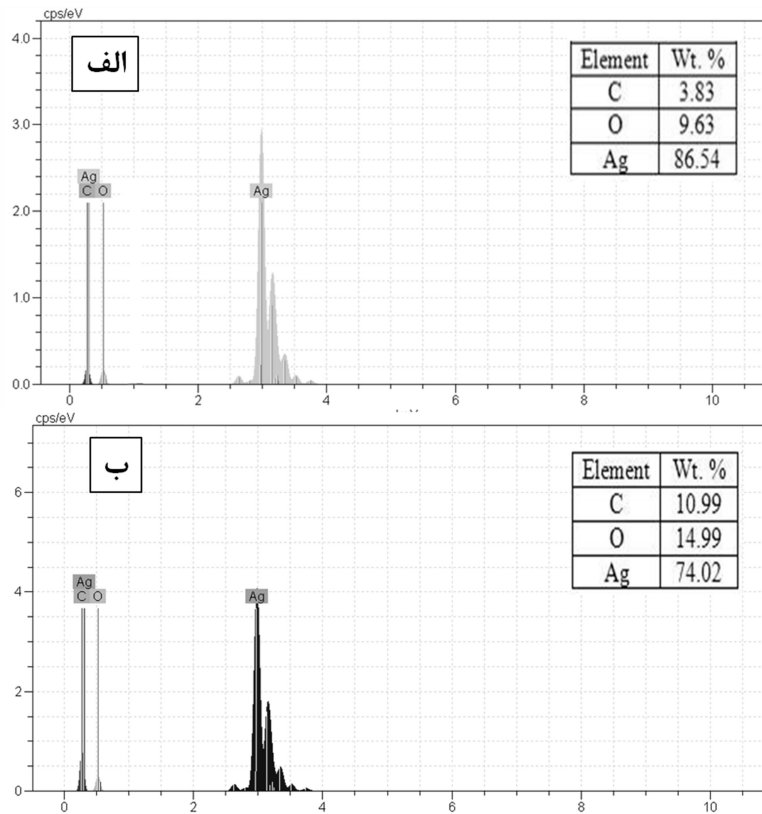 cps/eV
4.0
3.0
2.0
1.0
0.0
الف
Element Wt. %
C 3.83
O 9.63
Ag 86.54
Ag
C O
Ag
0 2 4 6 8 10
cps/eV
6
4
2
0
ب
Element Wt. %
C 10.99
O 14.99
Ag 74.02
Ag
C O
Ag
0 2 4 6 8 10